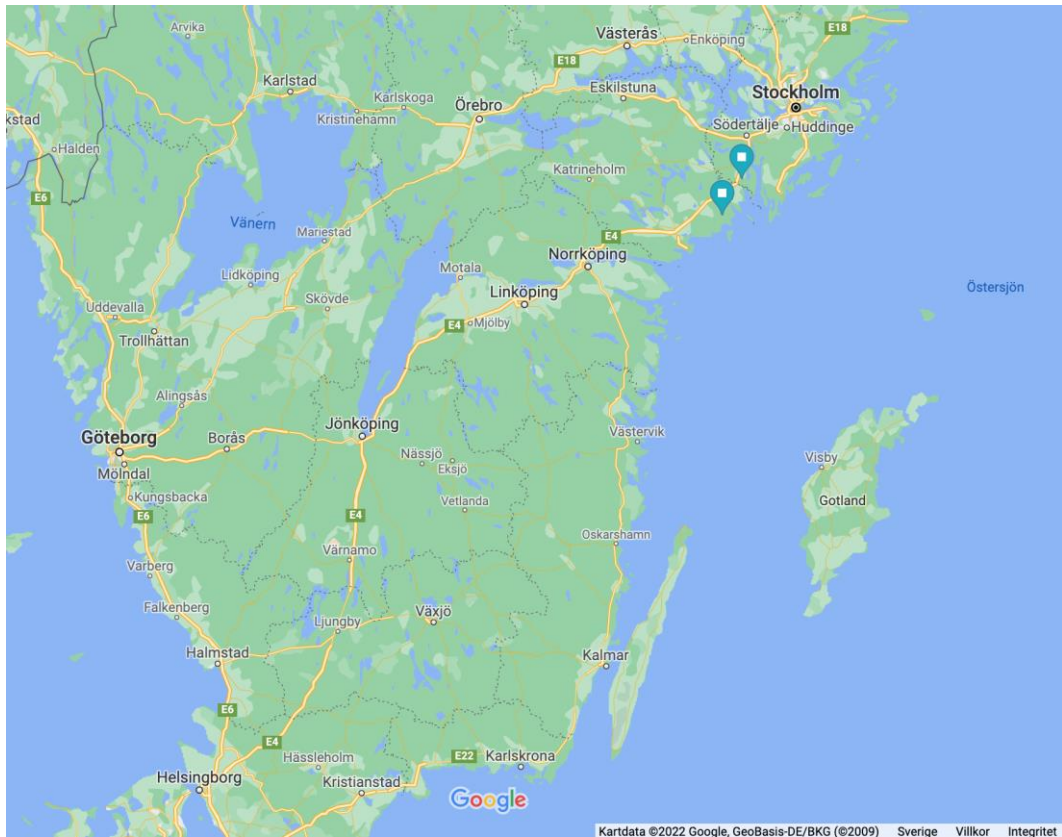 Arvika
Västerås
Enköping
E18
E18
Karlstad
Eskilstuna
Stockholm
Karlskoga
Örebro
Kristinehamn
kstad
Södertälje
Huddinge
Halden
Katrineholm
E6
Vänern
Mariestad
E4
Norrköping
Motala
Lidköping
Linköping
Östersjön
Skövde
Uddevalla
E4
Mjölby
Trollhättan
Alingsås
Jönköping
Västervik
Göteborg
Borås
Nässjö
Visby
Mölndal
Eksjö
Kungsbacka
Vetlanda
Gotland
E6
E4
Oskarshamn
Värnamo
Varberg
Falkenberg
Växjö
Ljungby
Halmstad
Kalmar
E6
E4
E22
Hässleholm
Karlskrona
Helsingborg
Kristianstad
Google
Kartdata ©2022 Google, GeoBasis-DE/BKG (©2009) Sverige Villkor Integritet